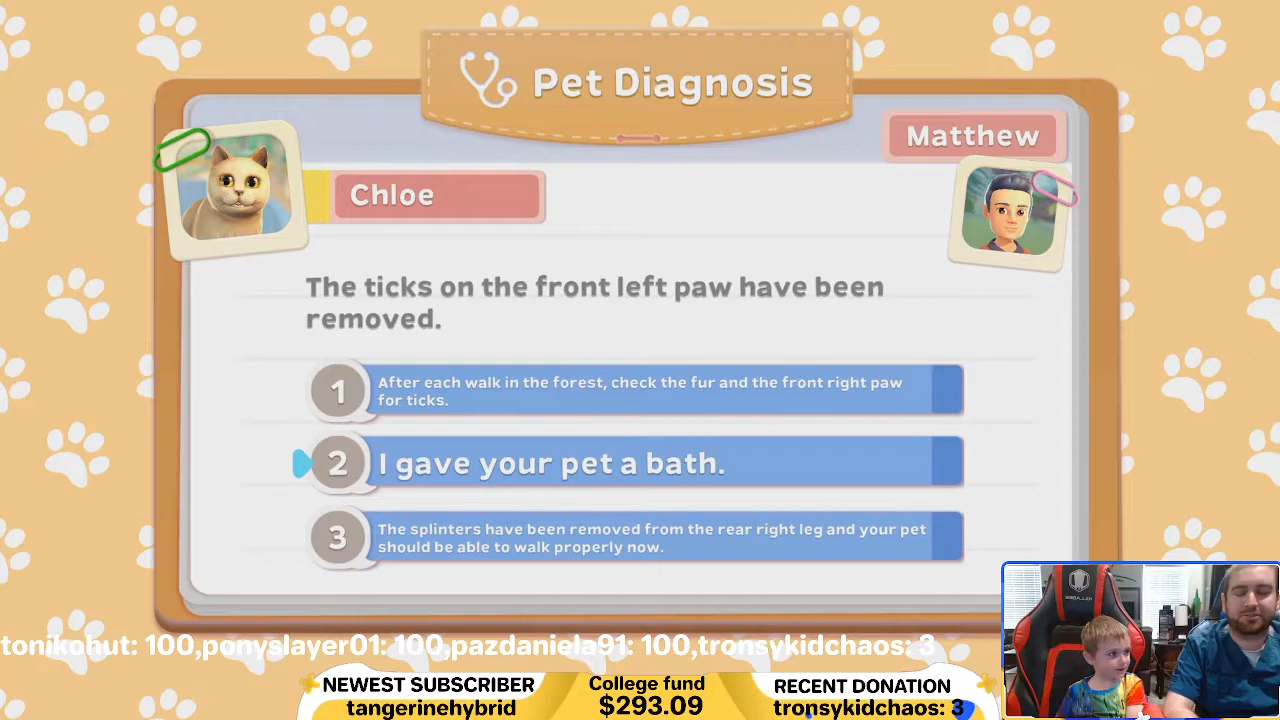 Pet Diagnosis
Matthew
Chloe
The ticks on the front left paw have been
removed.
1
After each walk in the forest, check the fur and the front right paw
for ticks.
2
I gave your pet a bath.
3
The splinters have been removed from the rear right leg and your pet
should be able to walk properly now.
tonikohut: 100,ponyslayer01: 100,pazdaniela91: 100,tronsykidchaos: 3
NEWEST SUBSCRIBER
tangerinehybrid
College fund
$293.09
RECENT DONATION
tronsykidchaos: 3